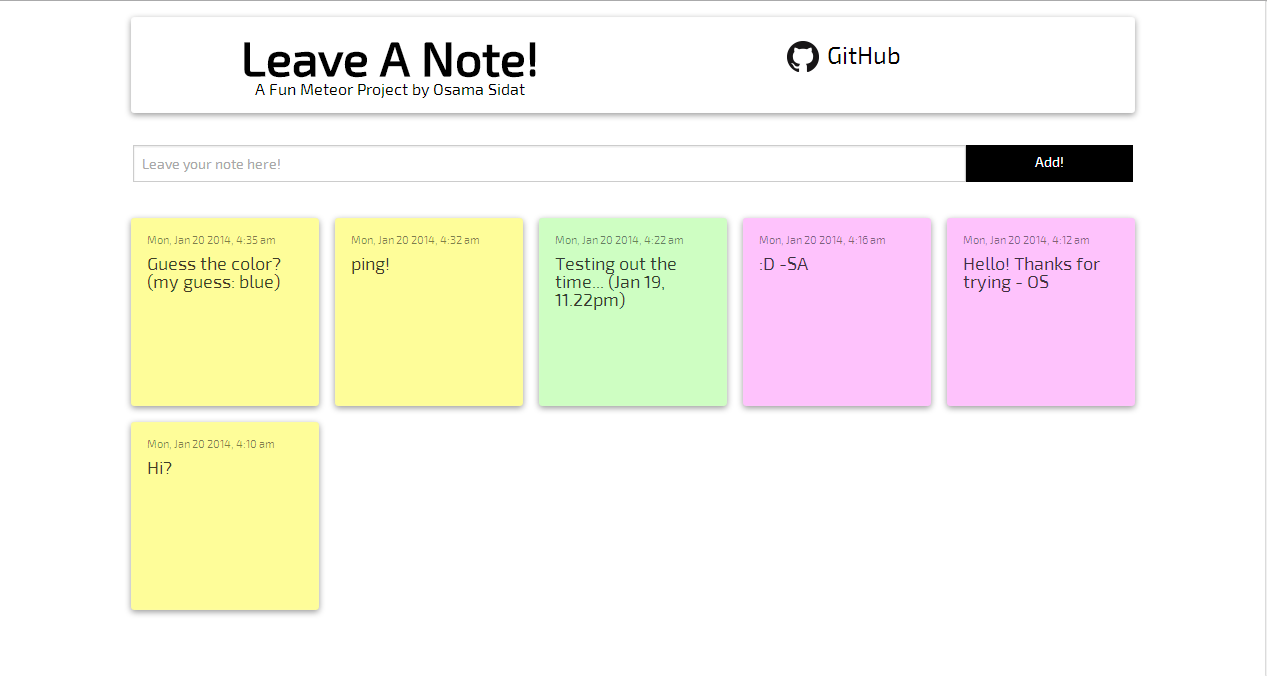 Leave A Note!
A Fun Meteor Project by Osama Sidat
GitHub
Leave your note here!
Add!
Mon, Jan 20 2014, 4:35 am
Guess the color?
(my guess: blue)
Mon, Jan 20 2014, 4:32 am
ping!
Mon, Jan 20 2014, 4:22 am
Testing out the
time... (Jan 19,
11.22pm)
Mon, Jan 20 2014, 4:16 am
:D -SA
Mon, Jan 20 2014, 4:12 am
Hello! Thanks for
trying - OS
Mon, Jan 20 2014, 4:10 am
Hi?